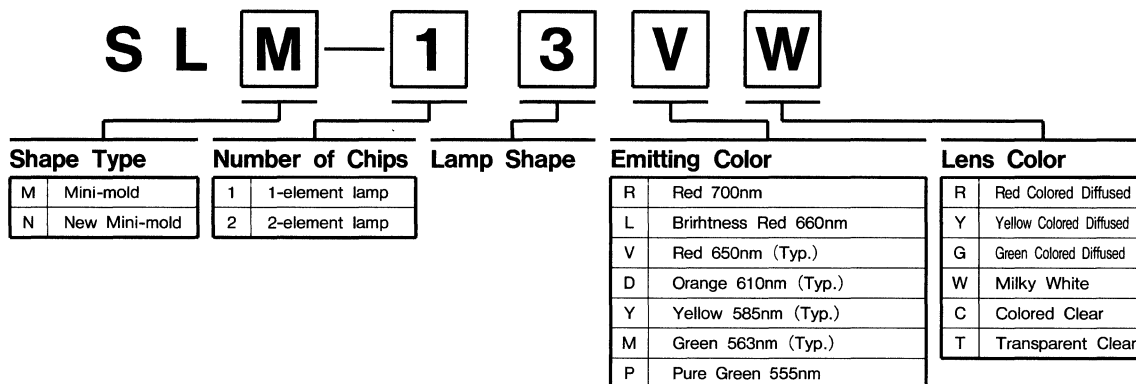 S L M — 1 3 V W
Shape Type
M Mini-mold
N New Mini-mold
Number of Chips
1 1-element lamp
2 2-element lamp
Lamp Shape
Emitting Color
R Red 700nm
L Brirhtness Red 660nm
V Red 650nm (Typ.)
D Orange 610nm (Typ.)
Y Yellow 585nm (Typ.)
M Green 563nm (Typ.)
P Pure Green 555nm
Lens Color
R Red Colored Diffused
Y Yellow Colored Diffused
G Green Colored Diffused
W Milky White
C Colored Clear
T Transparent Clear